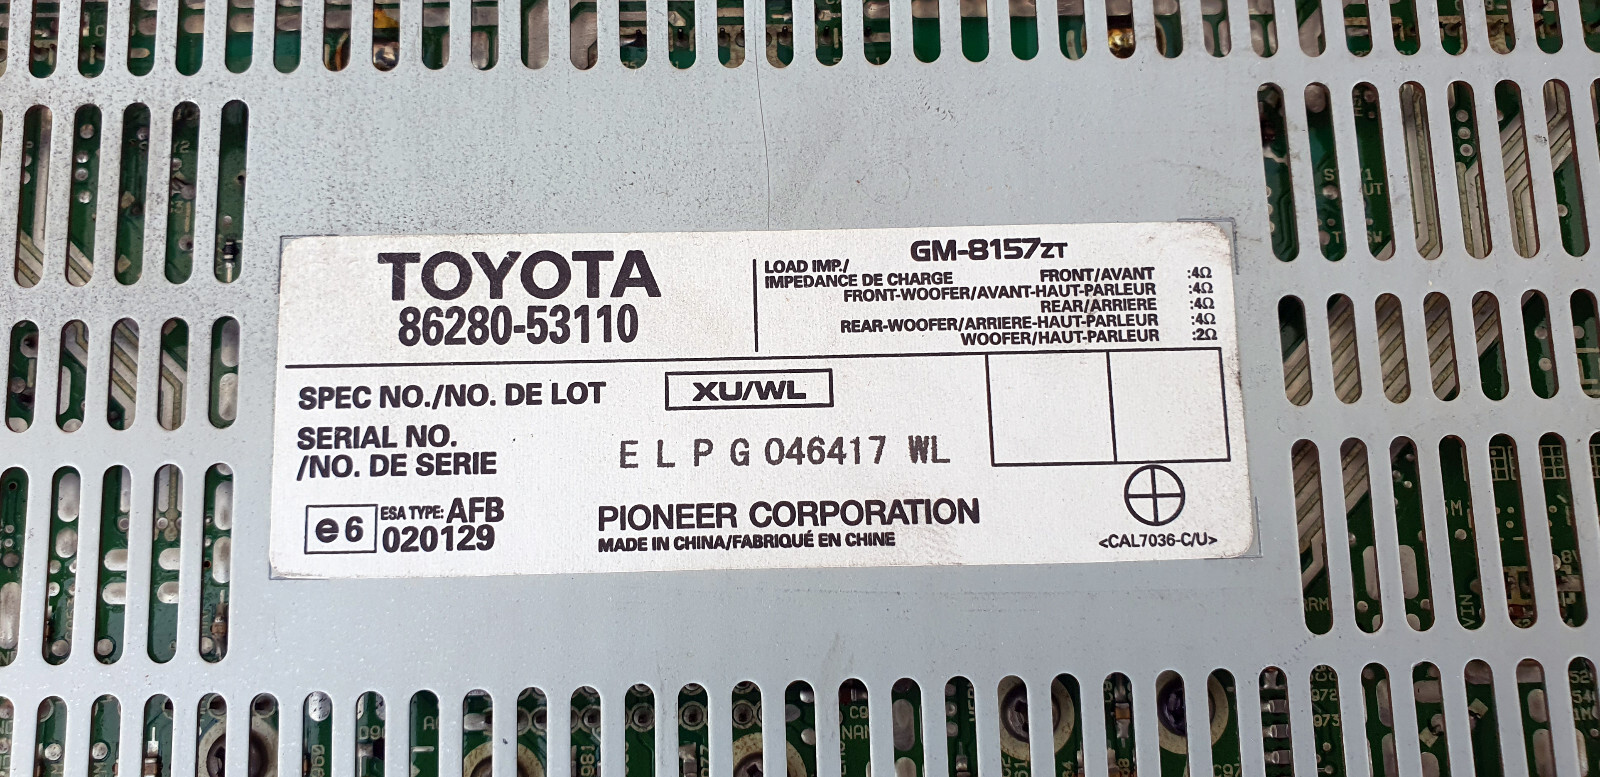 TOYOTA
86280-53110
GM-8157ZT
LOAD IMP./
IMPEDANCE DE CHARGE
FRONT/AVANT :4Ω
FRONT-WOOFER/AVANT-HAUT-PARLEUR :4Ω
REAR/ARRIERE :4Ω
REAR-WOOFER/ARRIERE-HAUT-PARLEUR :4Ω
WOOFER/HAUT-PARLEUR :2Ω
SPEC NO./NO. DE LOT XU/WL
SERIAL NO.
/NO. DE SERIE
E L P G 046417 WL
e6
ESA TYPE: AFB
020129
PIONEER CORPORATION
MADE IN CHINA/FABRIQUÉ EN CHINE
<CAL7036-C/U>
VIN